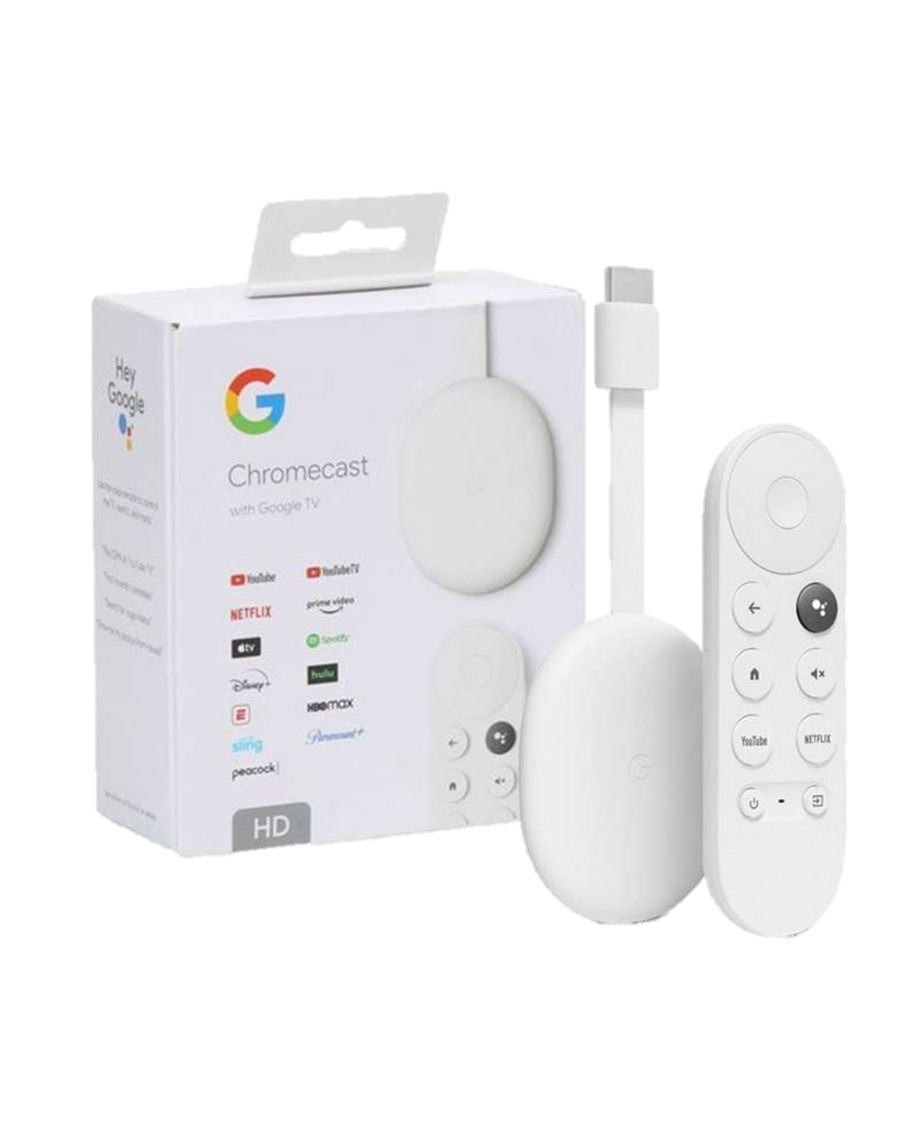 Hey
Google
G
Chromecast
with Google TV
YouTube
YouTubeTV
NETFLIX
prime video
tv
Spotify
Disney+
hulu
E
HBOmax
sling
Paramount+
peacock
HD
G
YouTube
NETFLIX